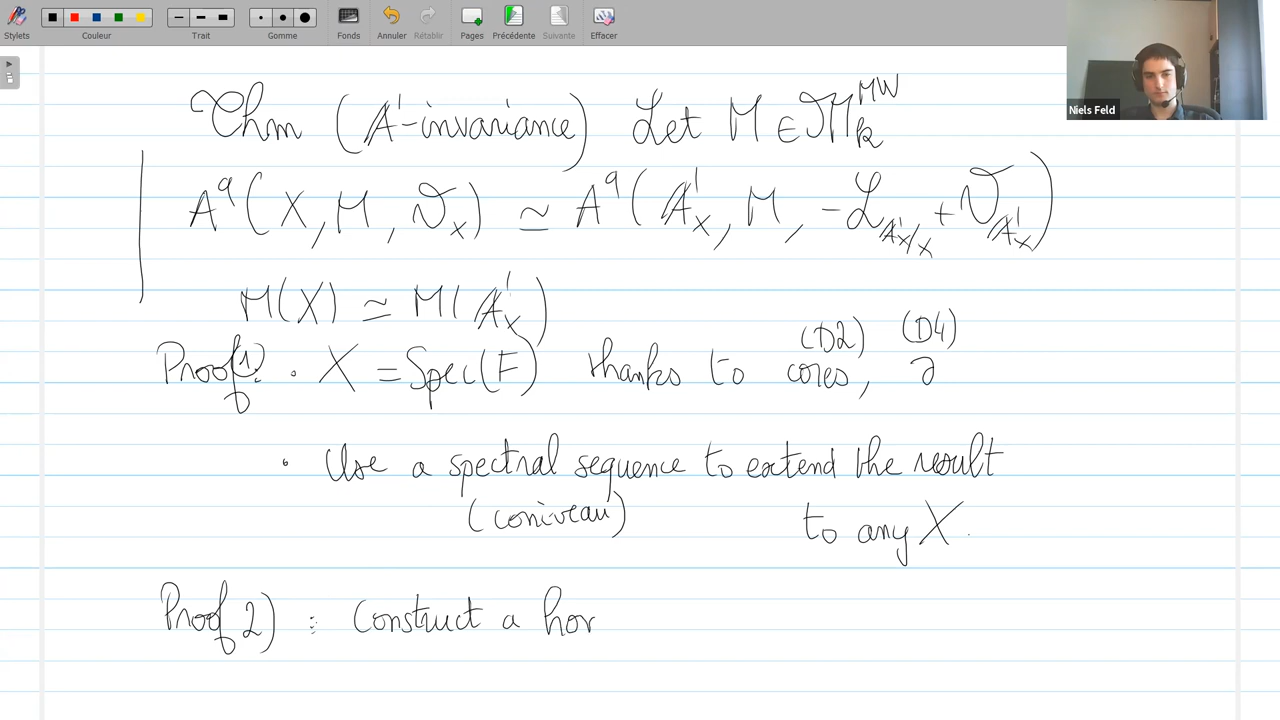 Stylets Couleur Trait Gomme Fonds Annuler Rétablir Pages Précédente Suivante Effacer
Niels Feld
Thm (A¹-invariance) Let M ∈ 𝔐ₖᴹᵂ
A^q(X, M, 𝒱_X) ≃ A^q(A¹_X, M, -ℒ_{A¹_X/X} + 𝒱_{A¹_X})
M(X) ≃ M(A¹_X)
(D2) (D4)
Proof 1): · X = Spec(F) thanks to cores, ∂
· Use a spectral sequence to extend the result
(coniveau) to any X.
Proof 2) : Construct a hor